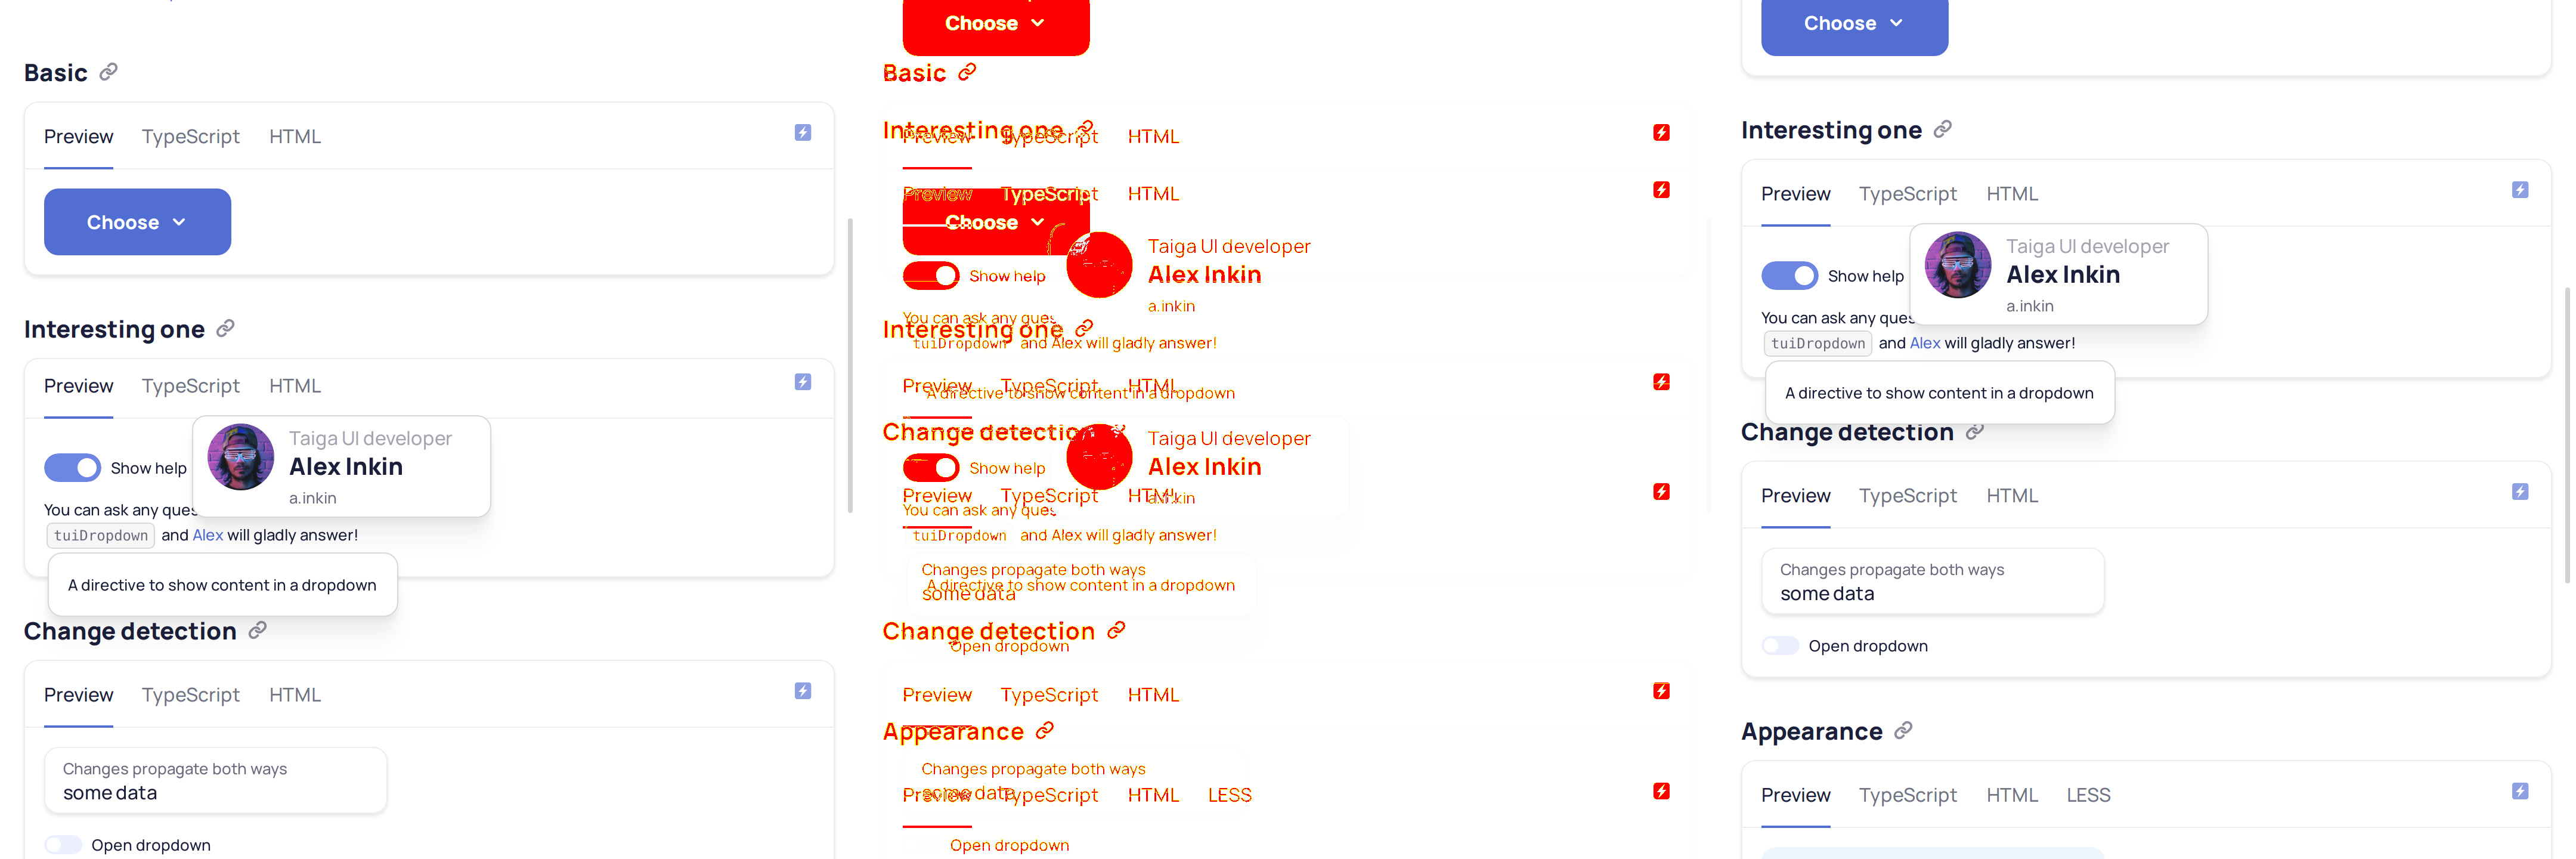 Basic
Preview TypeScript HTML
Choose
Interesting one
Preview TypeScript HTML
Taiga UI developer
Show help
Alex Inkin
a.inkin
You can ask any ques
tuiDropdown and Alex will gladly answer!
A directive to show content in a dropdown
Change detection
Preview TypeScript HTML
Changes propagate both ways
some data
Open dropdown
Choose
Basic
Interesting one
Preview TypeScript HTML
Preview TypeScript HTML
Choose
Taiga UI developer
Show help
Alex Inkin
a.inkin
You can ask any ques
Interesting one
tuiDropdown and Alex will gladly answer!
Preview TypeScript HTML
A directive to show content in a dropdown
Change detection
Taiga UI developer
Show help
Alex Inkin
Preview TypeScript HTML
a.inkin
You can ask any ques
tuiDropdown and Alex will gladly answer!
Changes propagate both ways
A directive to show content in a dropdown
some data
Change detection
Open dropdown
Preview TypeScript HTML
Appearance
Changes propagate both ways
some data
Preview TypeScript HTML LESS
Open dropdown
Choose
Interesting one
Preview TypeScript HTML
Taiga UI developer
Show help
Alex Inkin
a.inkin
You can ask any ques
tuiDropdown and Alex will gladly answer!
A directive to show content in a dropdown
Change detection
Preview TypeScript HTML
Changes propagate both ways
some data
Open dropdown
Appearance
Preview TypeScript HTML LESS